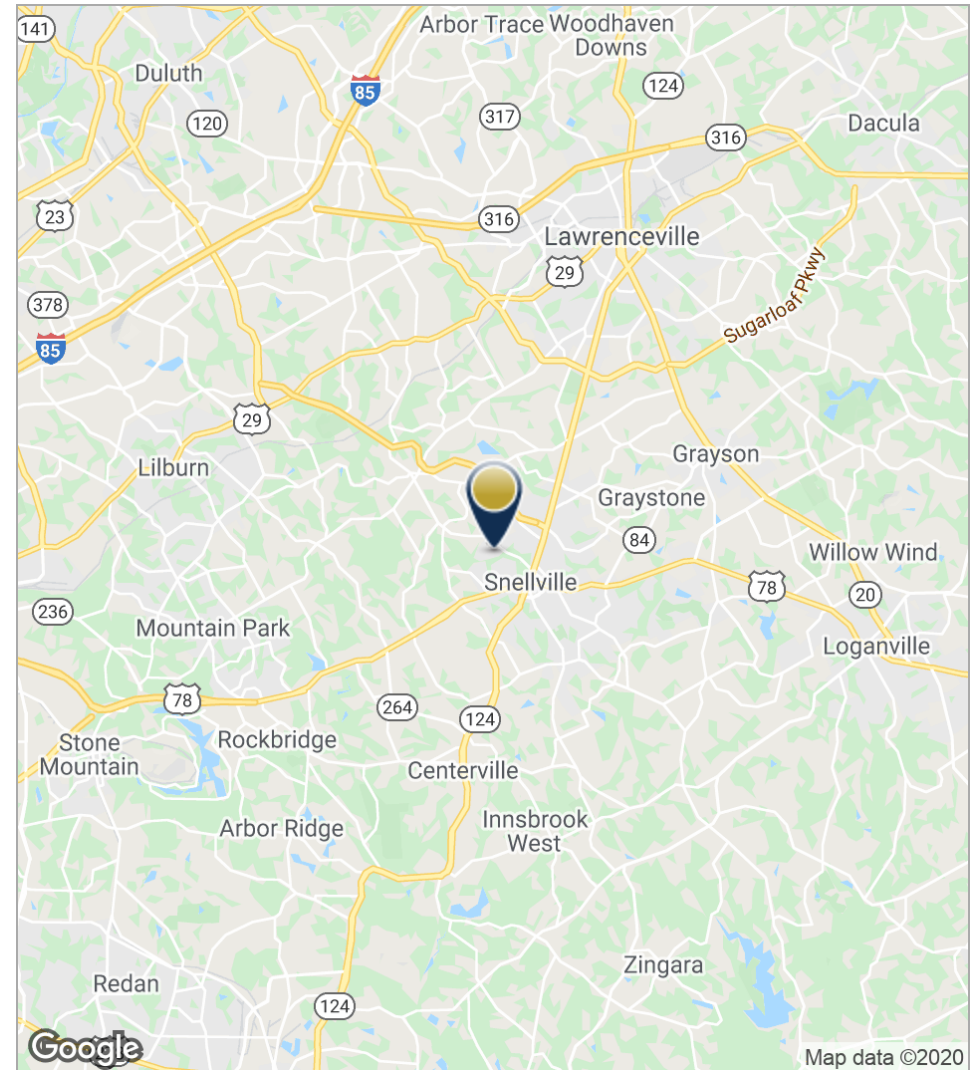 141
Arbor Trace
Woodhaven
Downs
Duluth
85
124
120
317
Dacula
316
23
316
Lawrenceville
29
Sugarloaf Pkwy
378
85
29
Grayson
Lilburn
Graystone
84
Willow Wind
Snellville
78
20
236
Mountain Park
Loganville
78
264
124
Stone
Mountain
Rockbridge
Centerville
Innsbrook
West
Arbor Ridge
Zingara
Redan
124
Google
Map data ©2020